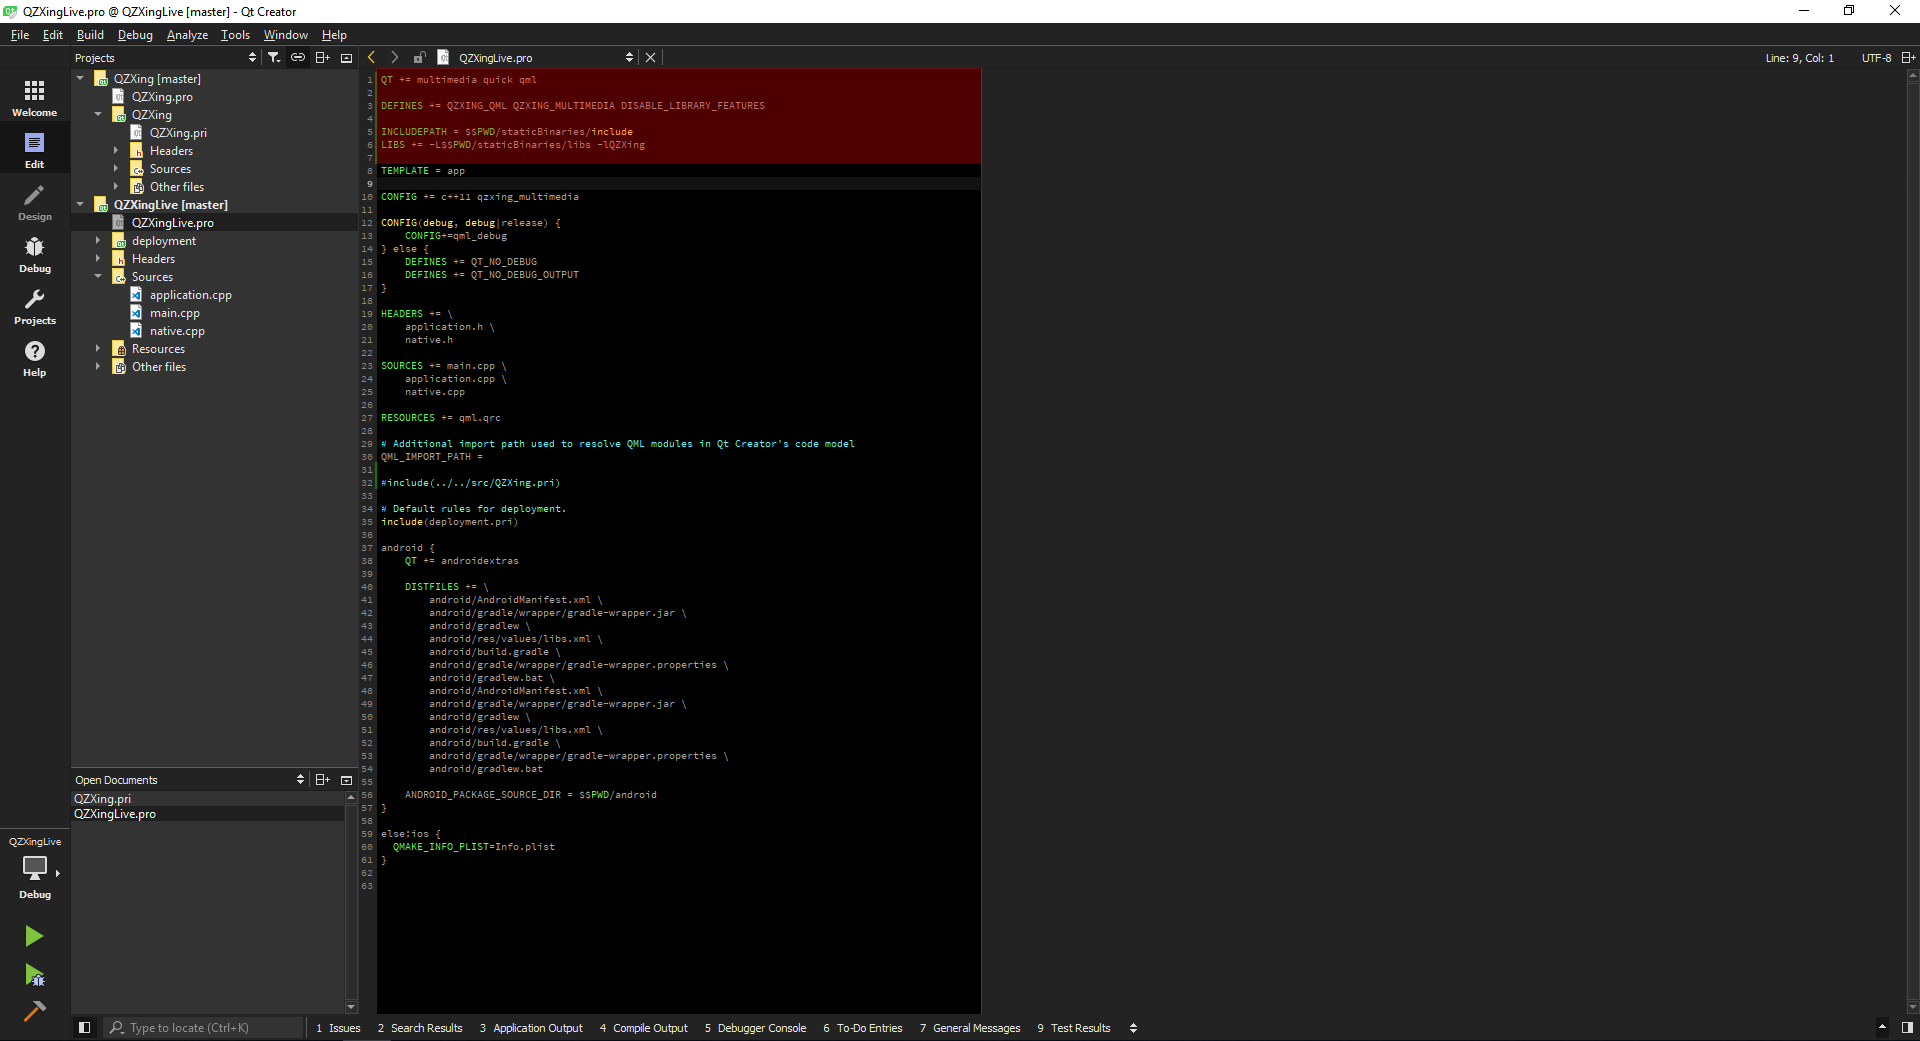 QZXingLive.pro @ QZXingLive [master] - Qt Creator
File Edit Build Debug Analyze Tools Window Help
Projects
QZXingLive.pro
Line: 9, Col: 1 UTF-8
Welcome
Edit
Design
Debug
Projects
Help
QZXing [master]
QZXing.pro
QZXing
QZXing.pri
Headers
Sources
Other files
QZXingLive [master]
QZXingLive.pro
deployment
Headers
Sources
application.cpp
main.cpp
native.cpp
Resources
Other files
Open Documents
QZXing.pri
QZXingLive.pro
QZXingLive
Debug
1 QT += multimedia quick qml
2
3 DEFINES += QZXING_QML QZXING_MULTIMEDIA DISABLE_LIBRARY_FEATURES
4
5 INCLUDEPATH = $$PWD/staticBinaries/include
6 LIBS += -L$$PWD/staticBinaries/libs -lQZXing
7
8 TEMPLATE = app
9
10 CONFIG += c++11 qzxing_multimedia
11
12 CONFIG(debug, debug|release) {
13 CONFIG+=qml_debug
14 } else {
15 DEFINES += QT_NO_DEBUG
16 DEFINES += QT_NO_DEBUG_OUTPUT
17 }
18
19 HEADERS += \
20 application.h \
21 native.h
22
23 SOURCES += main.cpp \
24 application.cpp \
25 native.cpp
26
27 RESOURCES += qml.qrc
28
29 # Additional import path used to resolve QML modules in Qt Creator's code model
30 QML_IMPORT_PATH =
31
32 #include(../../src/QZXing.pri)
33
34 # Default rules for deployment.
35 include(deployment.pri)
36
37 android {
38 QT += androidextras
39
40 DISTFILES += \
41 android/AndroidManifest.xml \
42 android/gradle/wrapper/gradle-wrapper.jar \
43 android/gradlew \
44 android/res/values/libs.xml \
45 android/build.gradle \
46 android/gradle/wrapper/gradle-wrapper.properties \
47 android/gradlew.bat \
48 android/AndroidManifest.xml \
49 android/gradle/wrapper/gradle-wrapper.jar \
50 android/gradlew \
51 android/res/values/libs.xml \
52 android/build.gradle \
53 android/gradle/wrapper/gradle-wrapper.properties \
54 android/gradlew.bat
55
56 ANDROID_PACKAGE_SOURCE_DIR = $$PWD/android
57 }
58
59 else:ios {
60 QMAKE_INFO_PLIST=Info.plist
61 }
62
63
Type to locate (Ctrl+K) 1 Issues 2 Search Results 3 Application Output 4 Compile Output 5 Debugger Console 6 To-Do Entries 7 General Messages 9 Test Results